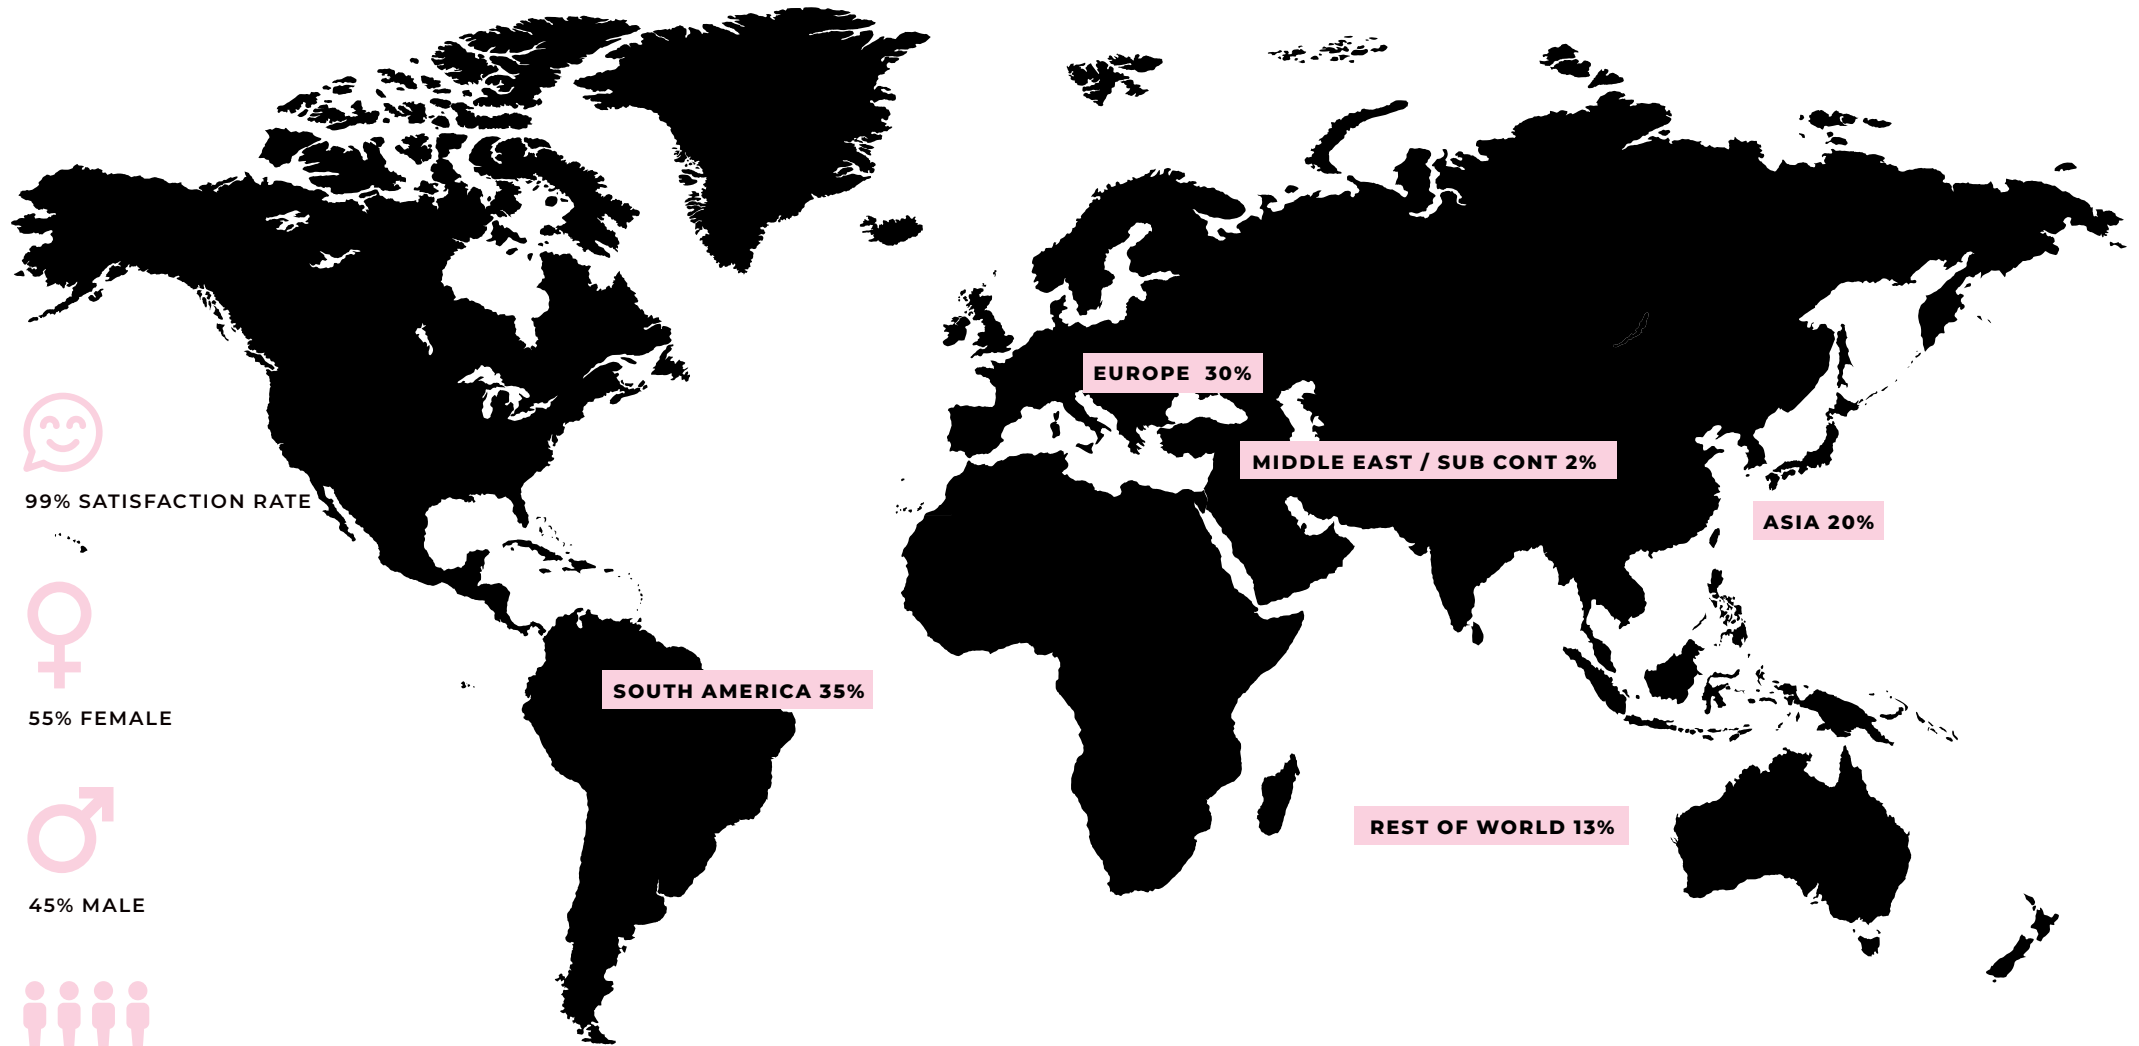 EUROPE 30%
MIDDLE EAST / SUB CONT 2%
99% SATISFACTION RATE
ASIA 20%
SOUTH AMERICA 35%
55% FEMALE
REST OF WORLD 13%
45% MALE